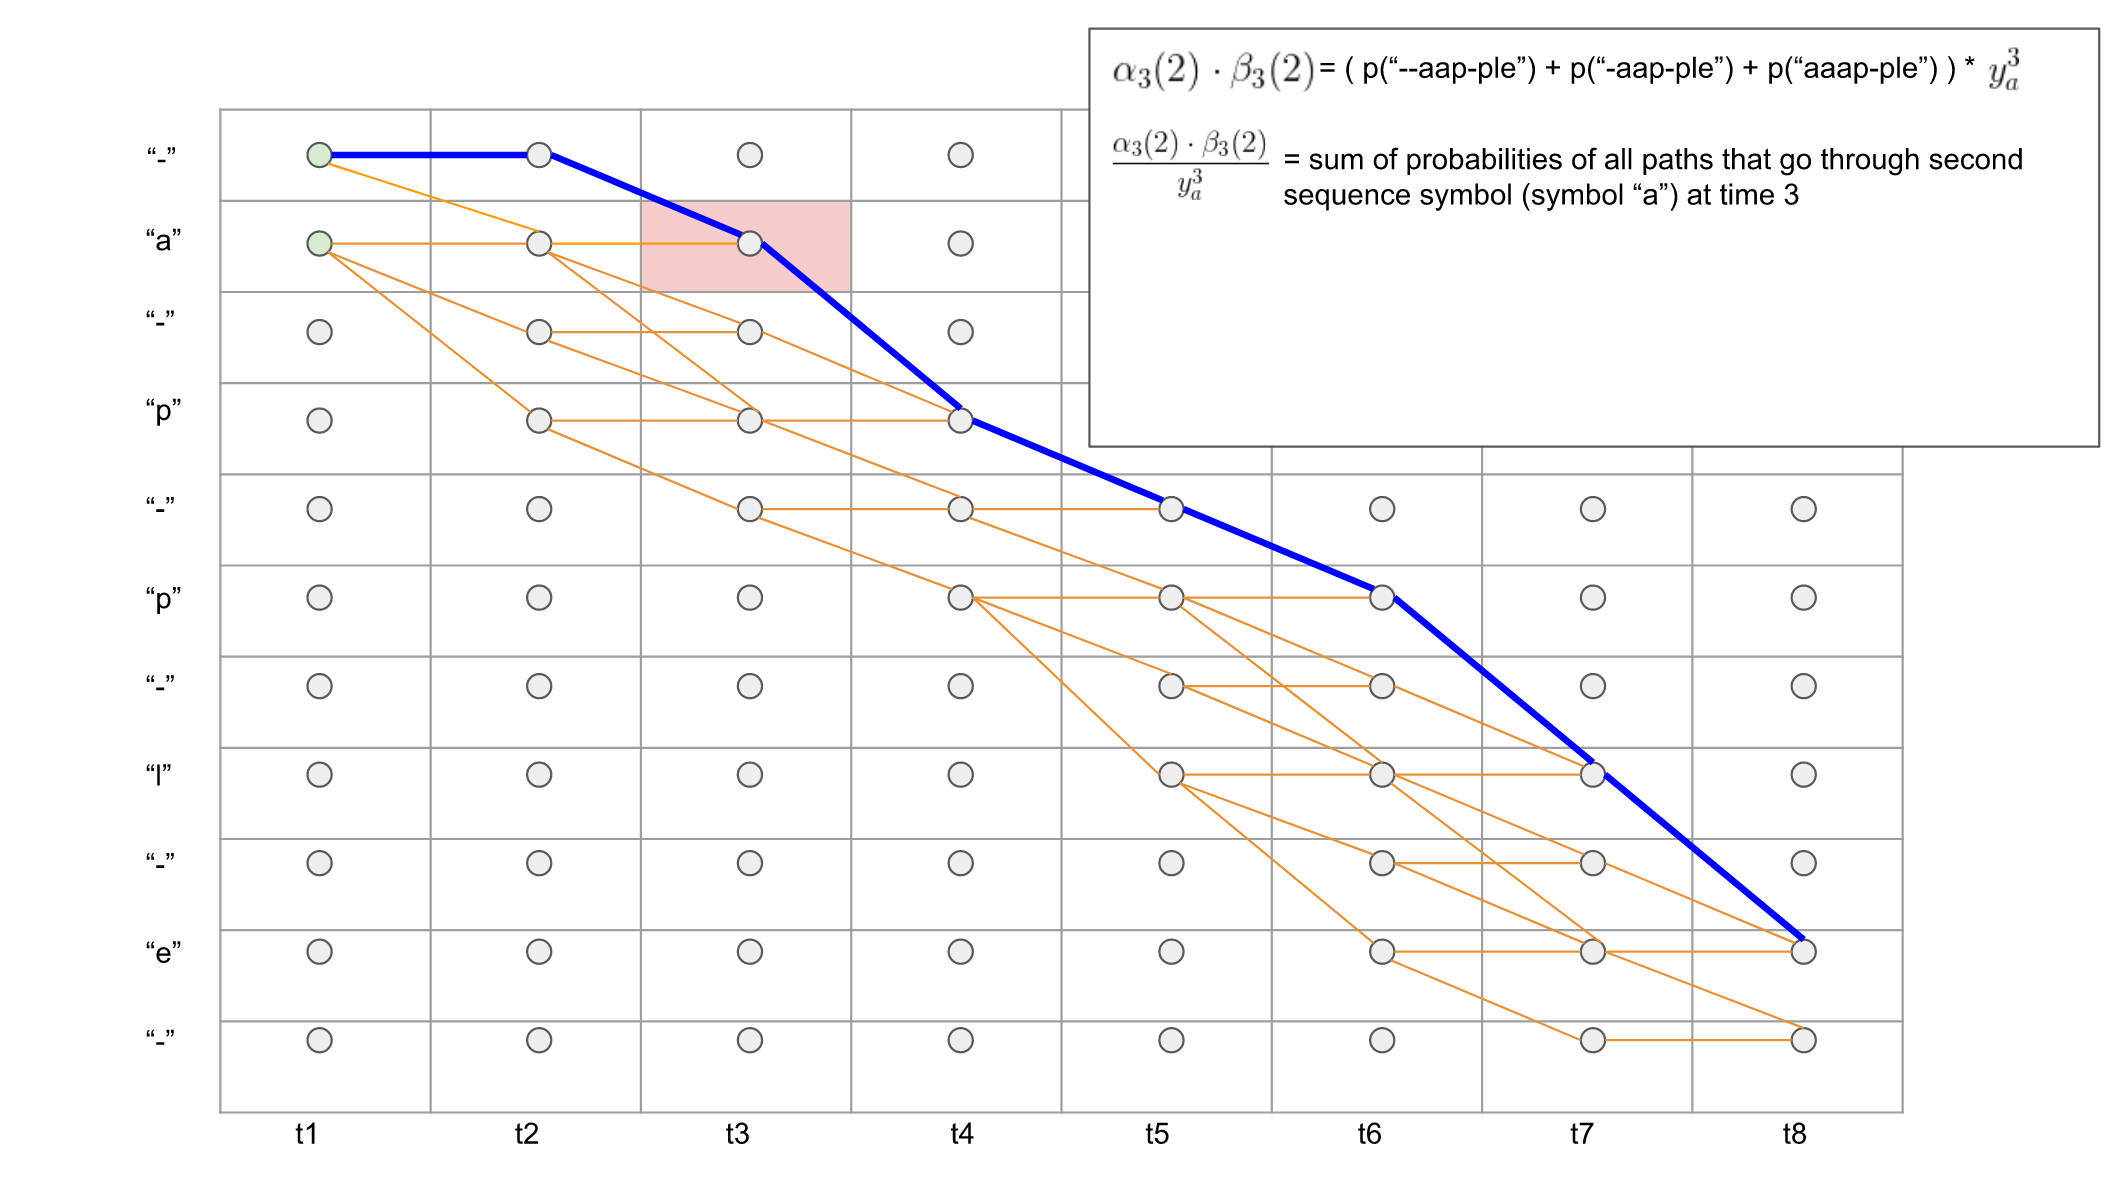 α₃(2) · β₃(2) = ( p(“--aap-ple”) + p(“-aap-ple”) + p(“aaap-ple”) ) * y_a^3
α₃(2) · β₃(2) / y_a^3 = sum of probabilities of all paths that go through second
sequence symbol (symbol “a”) at time 3
“-”
“a”
“-”
“p”
“-”
“p”
“-”
“l”
“-”
“e”
“-”
t1 t2 t3 t4 t5 t6 t7 t8